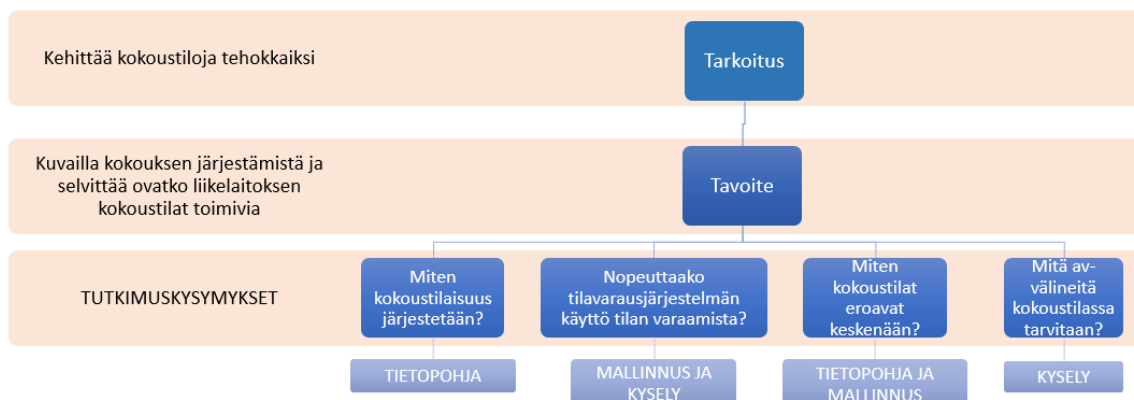 Kehittää kokoustiloja tehokkaiksi
Tarkoitus
Kuvailla kokouksen järjestämistä ja
selvittää ovatko liikelaitoksen
kokoustilat toimivia
Tavoite
TUTKIMUSKYSYMYKSET
Miten
kokoustilaisuus
järjestetään?
Nopeuttaako
tilavarausjärjestelmän
käyttö tilan varaamista?
Miten
kokoustilat
eroavat
keskenään?
Mitä av-
välineitä
kokoustilassa
tarvitaan?
TIETOPOHJA
MALLINNUS JA
KYSELY
TIETOPOHJA JA
MALLINNUS
KYSELY